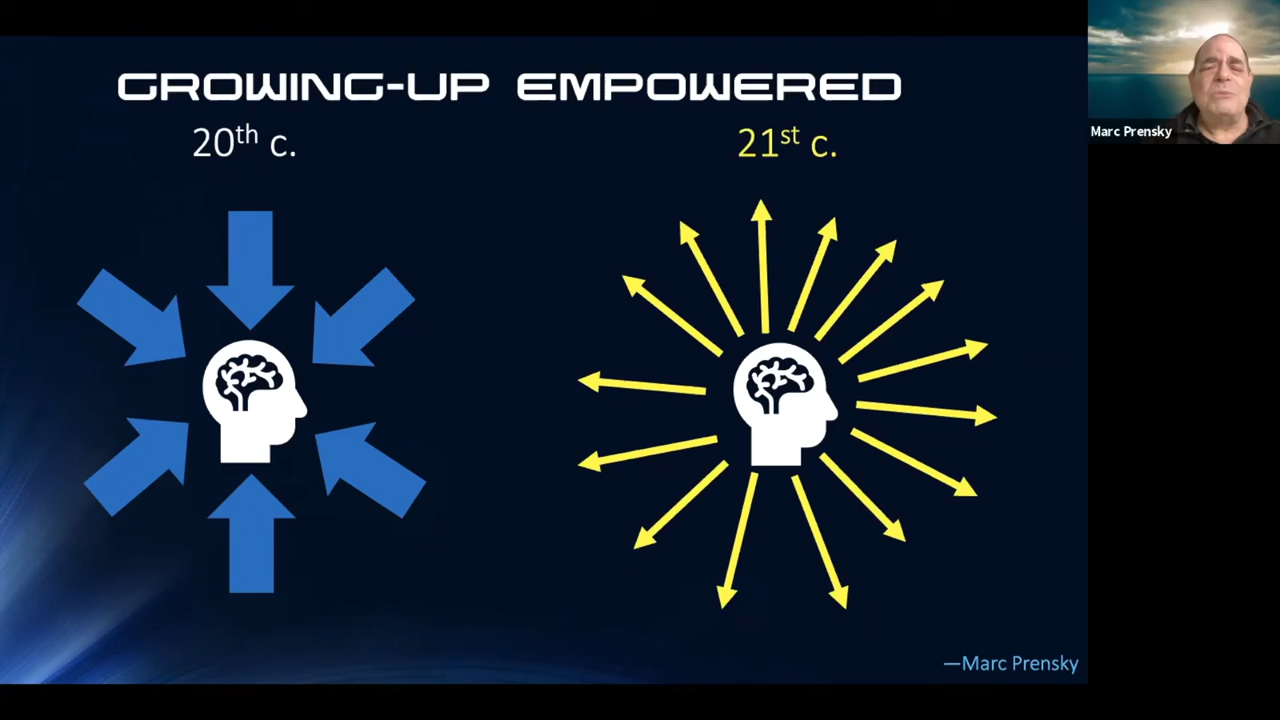 GROWING-UP EMPOWERED
20th c.
21st c.
Marc Prensky
—Marc Prensky